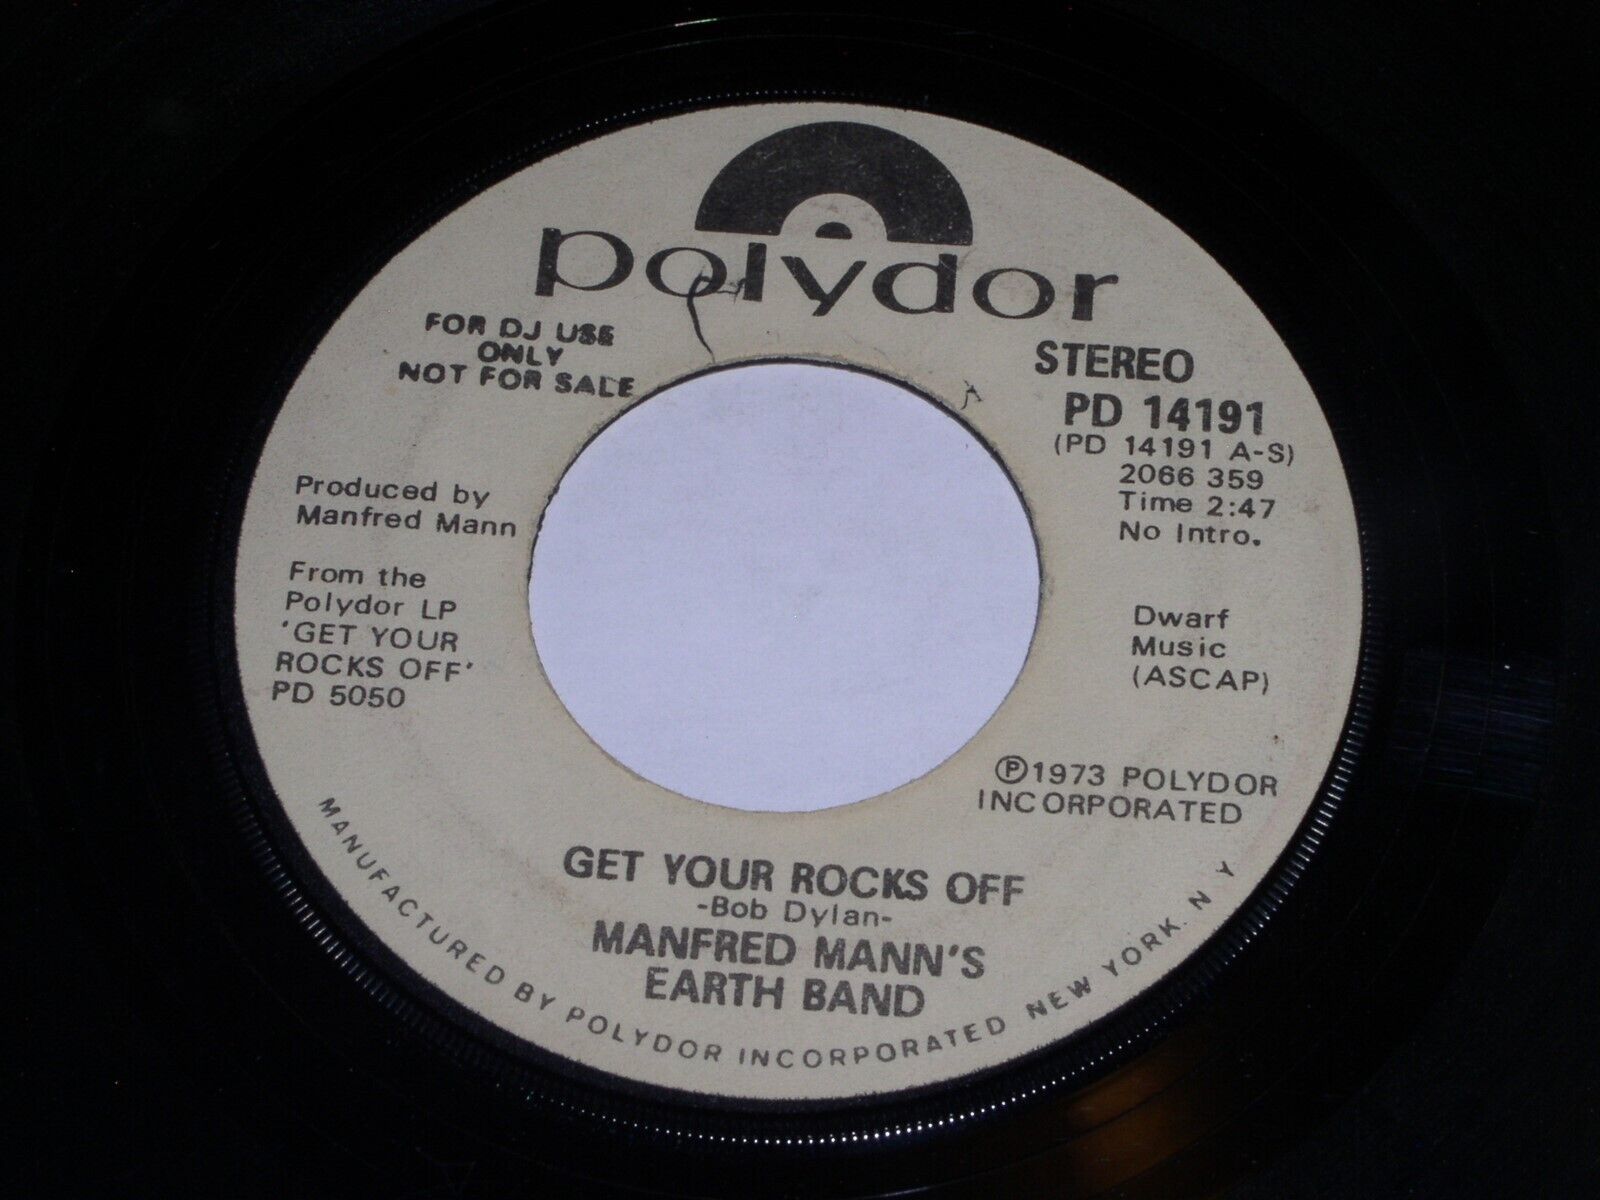 polydor
FOR DJ USE
ONLY
NOT FOR SALE
STEREO
PD 14191
(PD 14191 A-S)
2066 359
Time 2:47
No Intro.
Produced by
Manfred Mann
From the
Polydor LP
'GET YOUR
ROCKS OFF'
PD 5050
Dwarf
Music
(ASCAP)
Ⓟ1973 POLYDOR
INCORPORATED
GET YOUR ROCKS OFF
-Bob Dylan-
MANFRED MANN'S
EARTH BAND
MANUFACTURED BY POLYDOR INCORPORATED NEW YORK. N Y